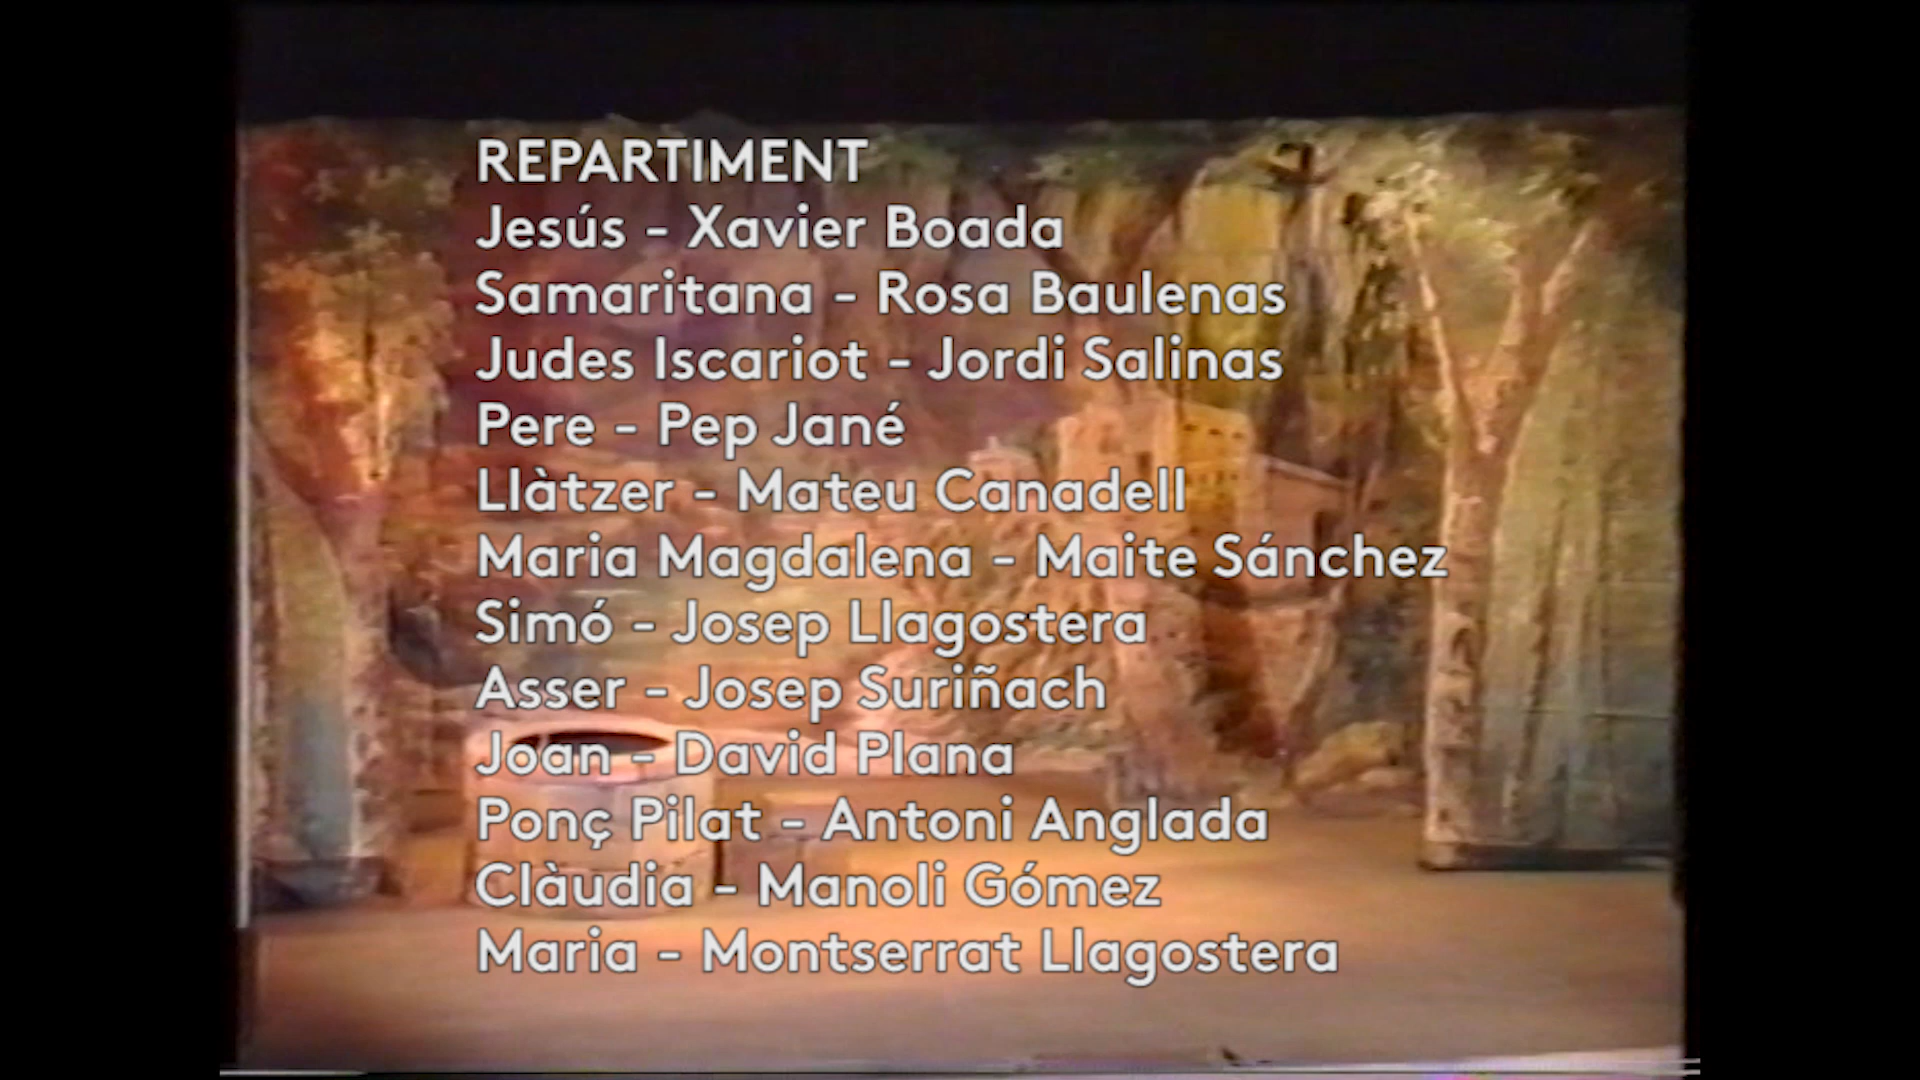 REPARTIMENT
Jesús - Xavier Boada
Samaritana - Rosa Baulenas
Judes Iscariot - Jordi Salinas
Pere - Pep Jané
Llàtzer - Mateu Canadell
Maria Magdalena - Maite Sánchez
Simó - Josep Llagostera
Asser - Josep Suriñach
Joan - David Plana
Ponç Pilat - Antoni Anglada
Clàudia - Manoli Gómez
Maria - Montserrat Llagostera